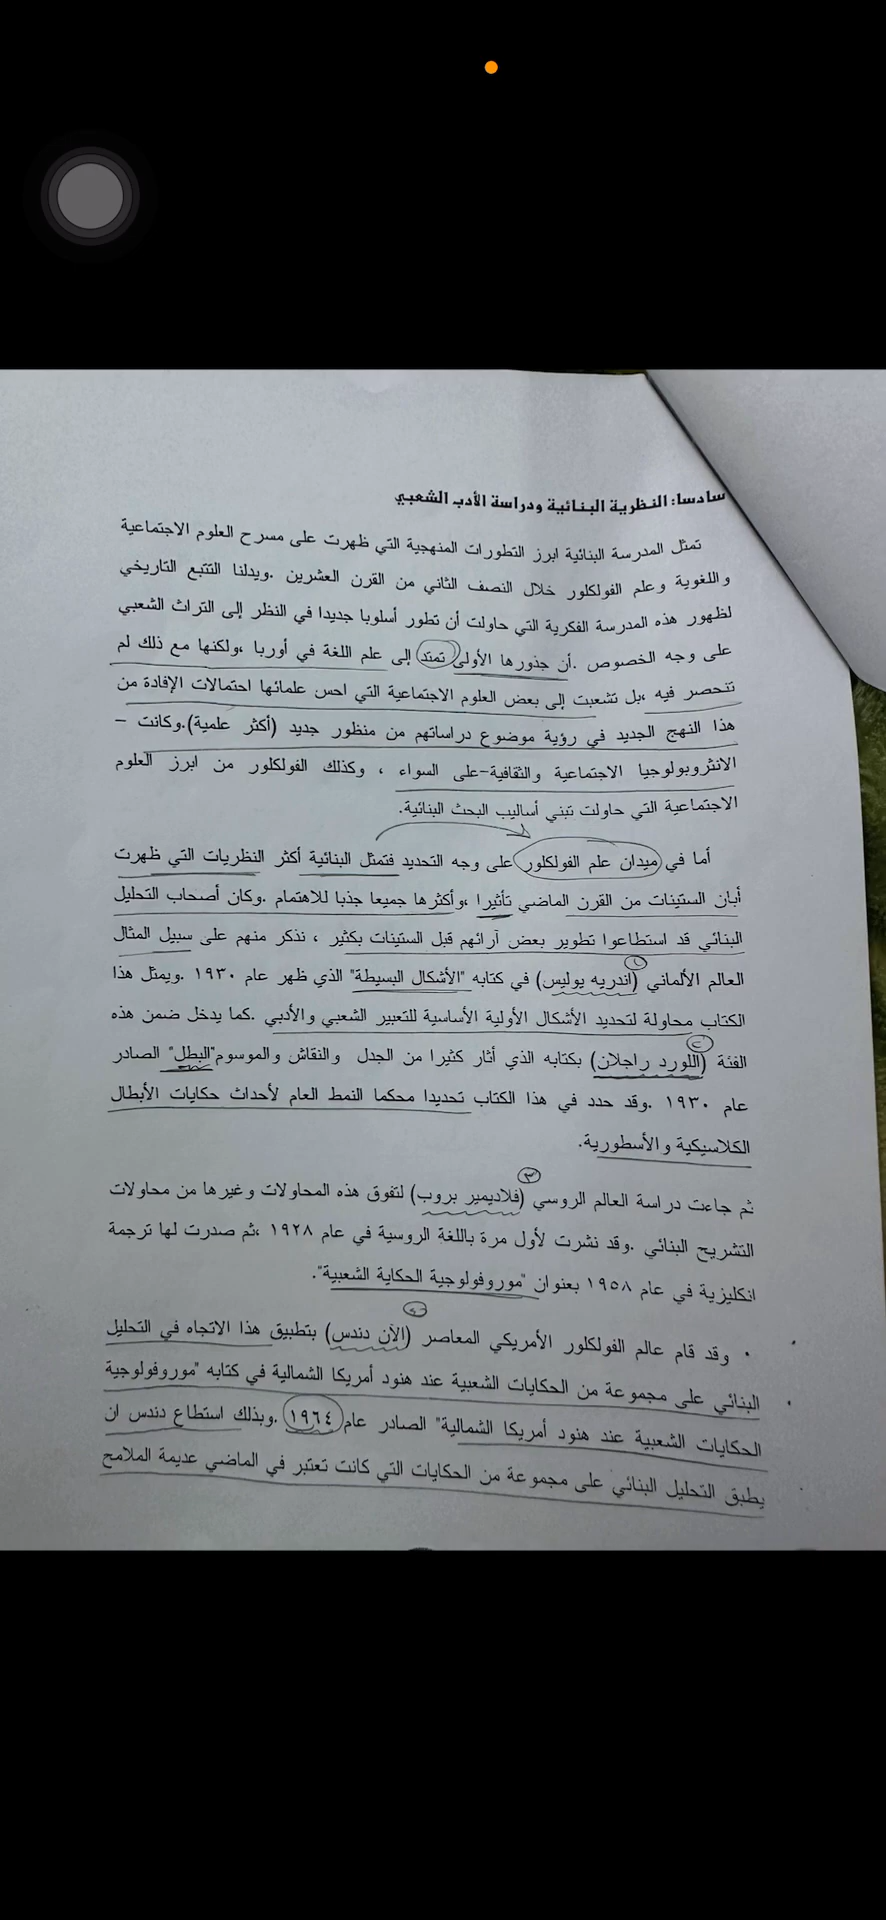 سادسا: النظرية البنائية ودراسة الأدب الشعبي
تمثل المدرسة البنائية ابرز التطورات المنهجية التي ظهرت على مسرح العلوم الاجتماعية
واللغوية وعلم الفولكلور خلال النصف الثاني من القرن العشرين .ويدلنا التتبع التاريخي
لظهور هذه المدرسة الفكرية التي حاولت أن تطور أسلوبا جديدا في النظر إلى التراث الشعبي
على وجه الخصوص .أن جذورها الأولى تمتد إلى علم اللغة في أوربا ،ولكنها مع ذلك لم
تنحصر فيه ،بل تشعبت إلى بعض العلوم الاجتماعية التي احس علمائها احتمالات الإفادة من
هذا النهج الجديد في رؤية موضوع دراساتهم من منظور جديد (أكثر علمية).وكانت –
الانثروبولوجيا الاجتماعية والثقافية-على السواء ، وكذلك الفولكلور من ابرز العلوم
الاجتماعية التي حاولت تبني أساليب البحث البنائية.
أما في ميدان علم الفولكلور على وجه التحديد فتمثل البنائية أكثر النظريات التي ظهرت
أبان الستينات من القرن الماضي تأثيرا ،وأكثرها جميعا جذبا للاهتمام .وكان أصحاب التحليل
البنائي قد استطاعوا تطوير بعض آرائهم قبل الستينات بكثير ، نذكر منهم على سبيل المثال
العالم الألماني (اندريه يوليس) في كتابه "الأشكال البسيطة" الذي ظهر عام ١٩٣٠ .ويمثل هذا
الكتاب محاولة لتحديد الأشكال الأولية الأساسية للتعبير الشعبي والأدبي .كما يدخل ضمن هذه
الفئة (اللورد راجلان) بكتابه الذي أثار كثيرا من الجدل والنقاش والموسوم"البطل" الصادر
عام ١٩٣٠ .وقد حدد في هذا الكتاب تحديدا محكما النمط العام لأحداث حكايات الأبطال
الكلاسيكية والأسطورية.
٣
ثم جاءت دراسة العالم الروسي (فلاديمير بروب) لتفوق هذه المحاولات وغيرها من محاولات
التشريح البنائي .وقد نشرت لأول مرة باللغة الروسية في عام ١٩٢٨ ،ثم صدرت لها ترجمة
انكليزية في عام ١٩٥٨ بعنوان "موروفولوجية الحكاية الشعبية".
وقد قام عالم الفولكلور الأمريكي المعاصر (الآن دندس) بتطبيق هذا الاتجاه في التحليل
البنائي على مجموعة من الحكايات الشعبية عند هنود أمريكا الشمالية في كتابه "موروفولوجية
الحكايات الشعبية عند هنود أمريكا الشمالية" الصادر عام ١٩٦٤ .وبذلك استطاع دندس ان
يطبق التحليل البنائي على مجموعة من الحكايات التي كانت تعتبر في الماضي عديمة الملامح